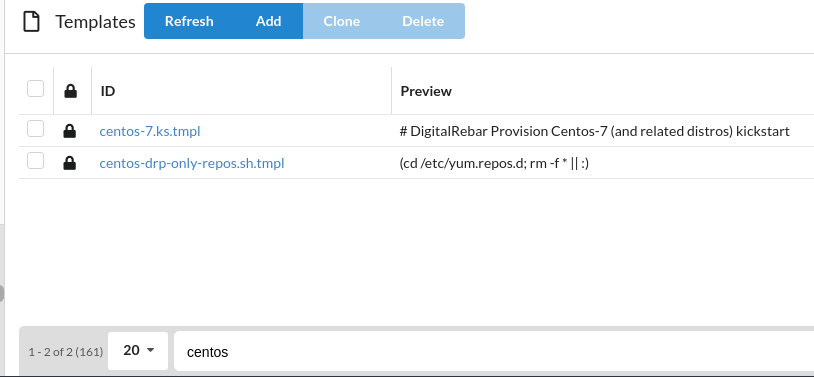 Templates Refresh Add Clone Delete
ID Preview
centos-7.ks.tmpl # DigitalRebar Provision Centos-7 (and related distros) kickstart
centos-drp-only-repos.sh.tmpl (cd /etc/yum.repos.d; rm -f * || :)
1 - 2 of 2 (161) 20 centos